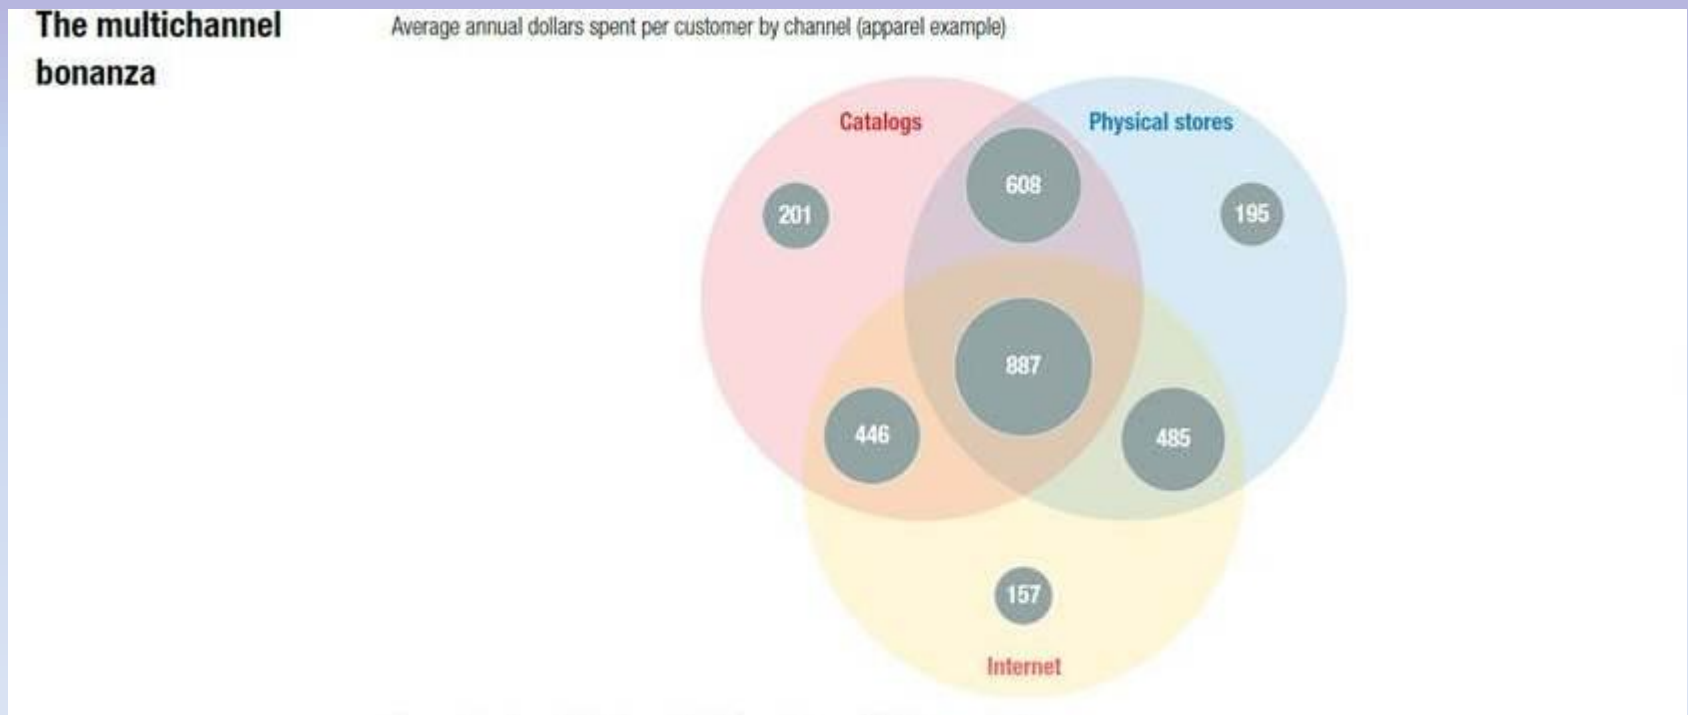 The multichannel
bonanza
Average annual dollars spent per customer by channel (apparel example)
Catalogs
Physical stores
608
201
195
887
446
485
157
Internet